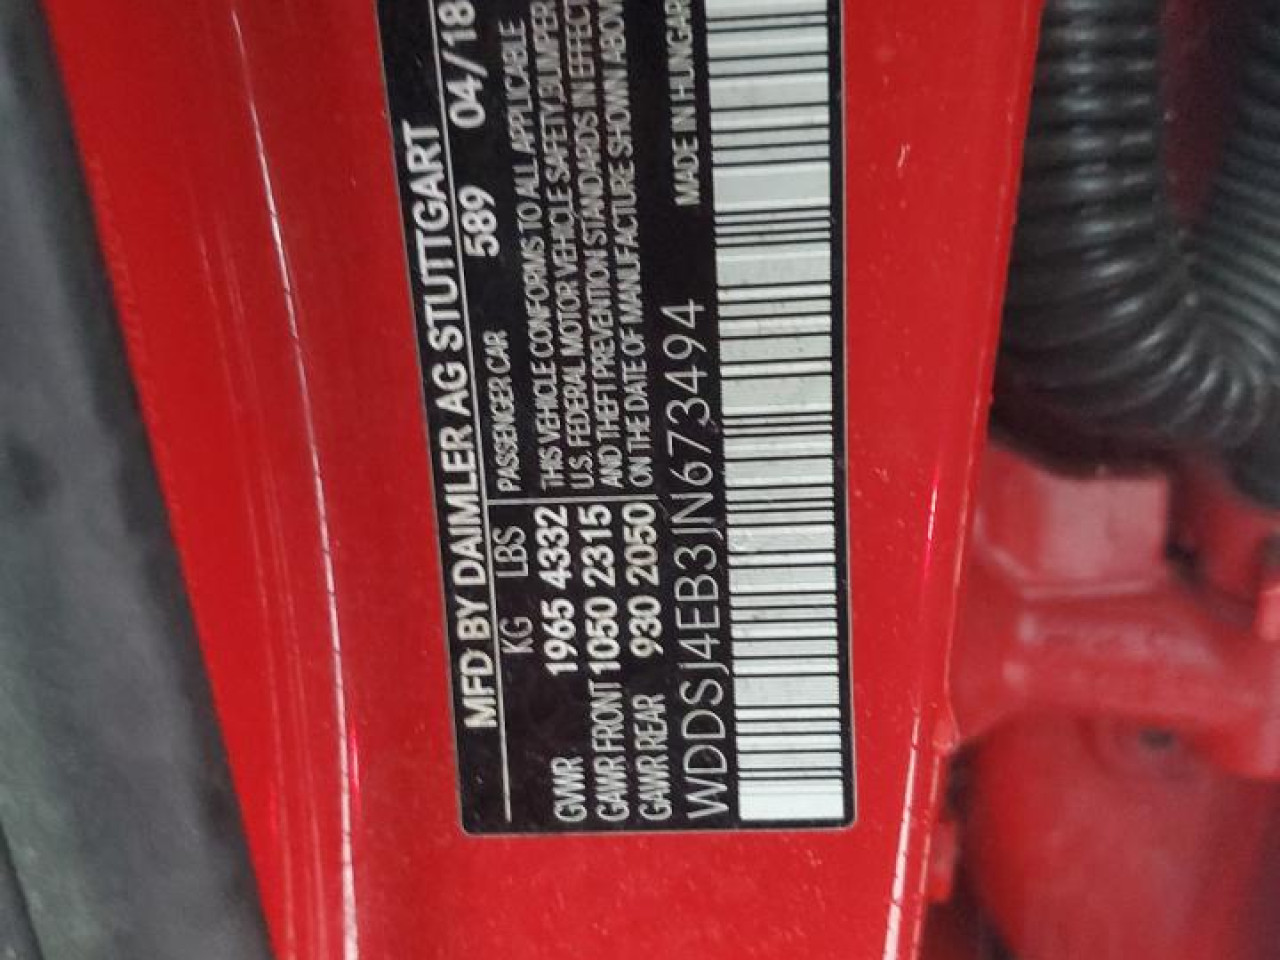 MFD BY DAIMLER AG STUTTGART
589 04/18
KG LBS
PASSENGER CAR
GVWR 1965 4332
THIS VEHICLE CONFORMS TO ALL APPLICABLE
GAWR FRONT 1050 2315
U.S. FEDERAL MOTOR VEHICLE SAFETY, BUMPER
AND THEFT PREVENTION STANDARDS IN EFFECT
GAWR REAR 930 2050
ON THE DATE OF MANUFACTURE SHOWN ABOV
MADE IN HUNGAR
WDDSJ4EB3JN673494